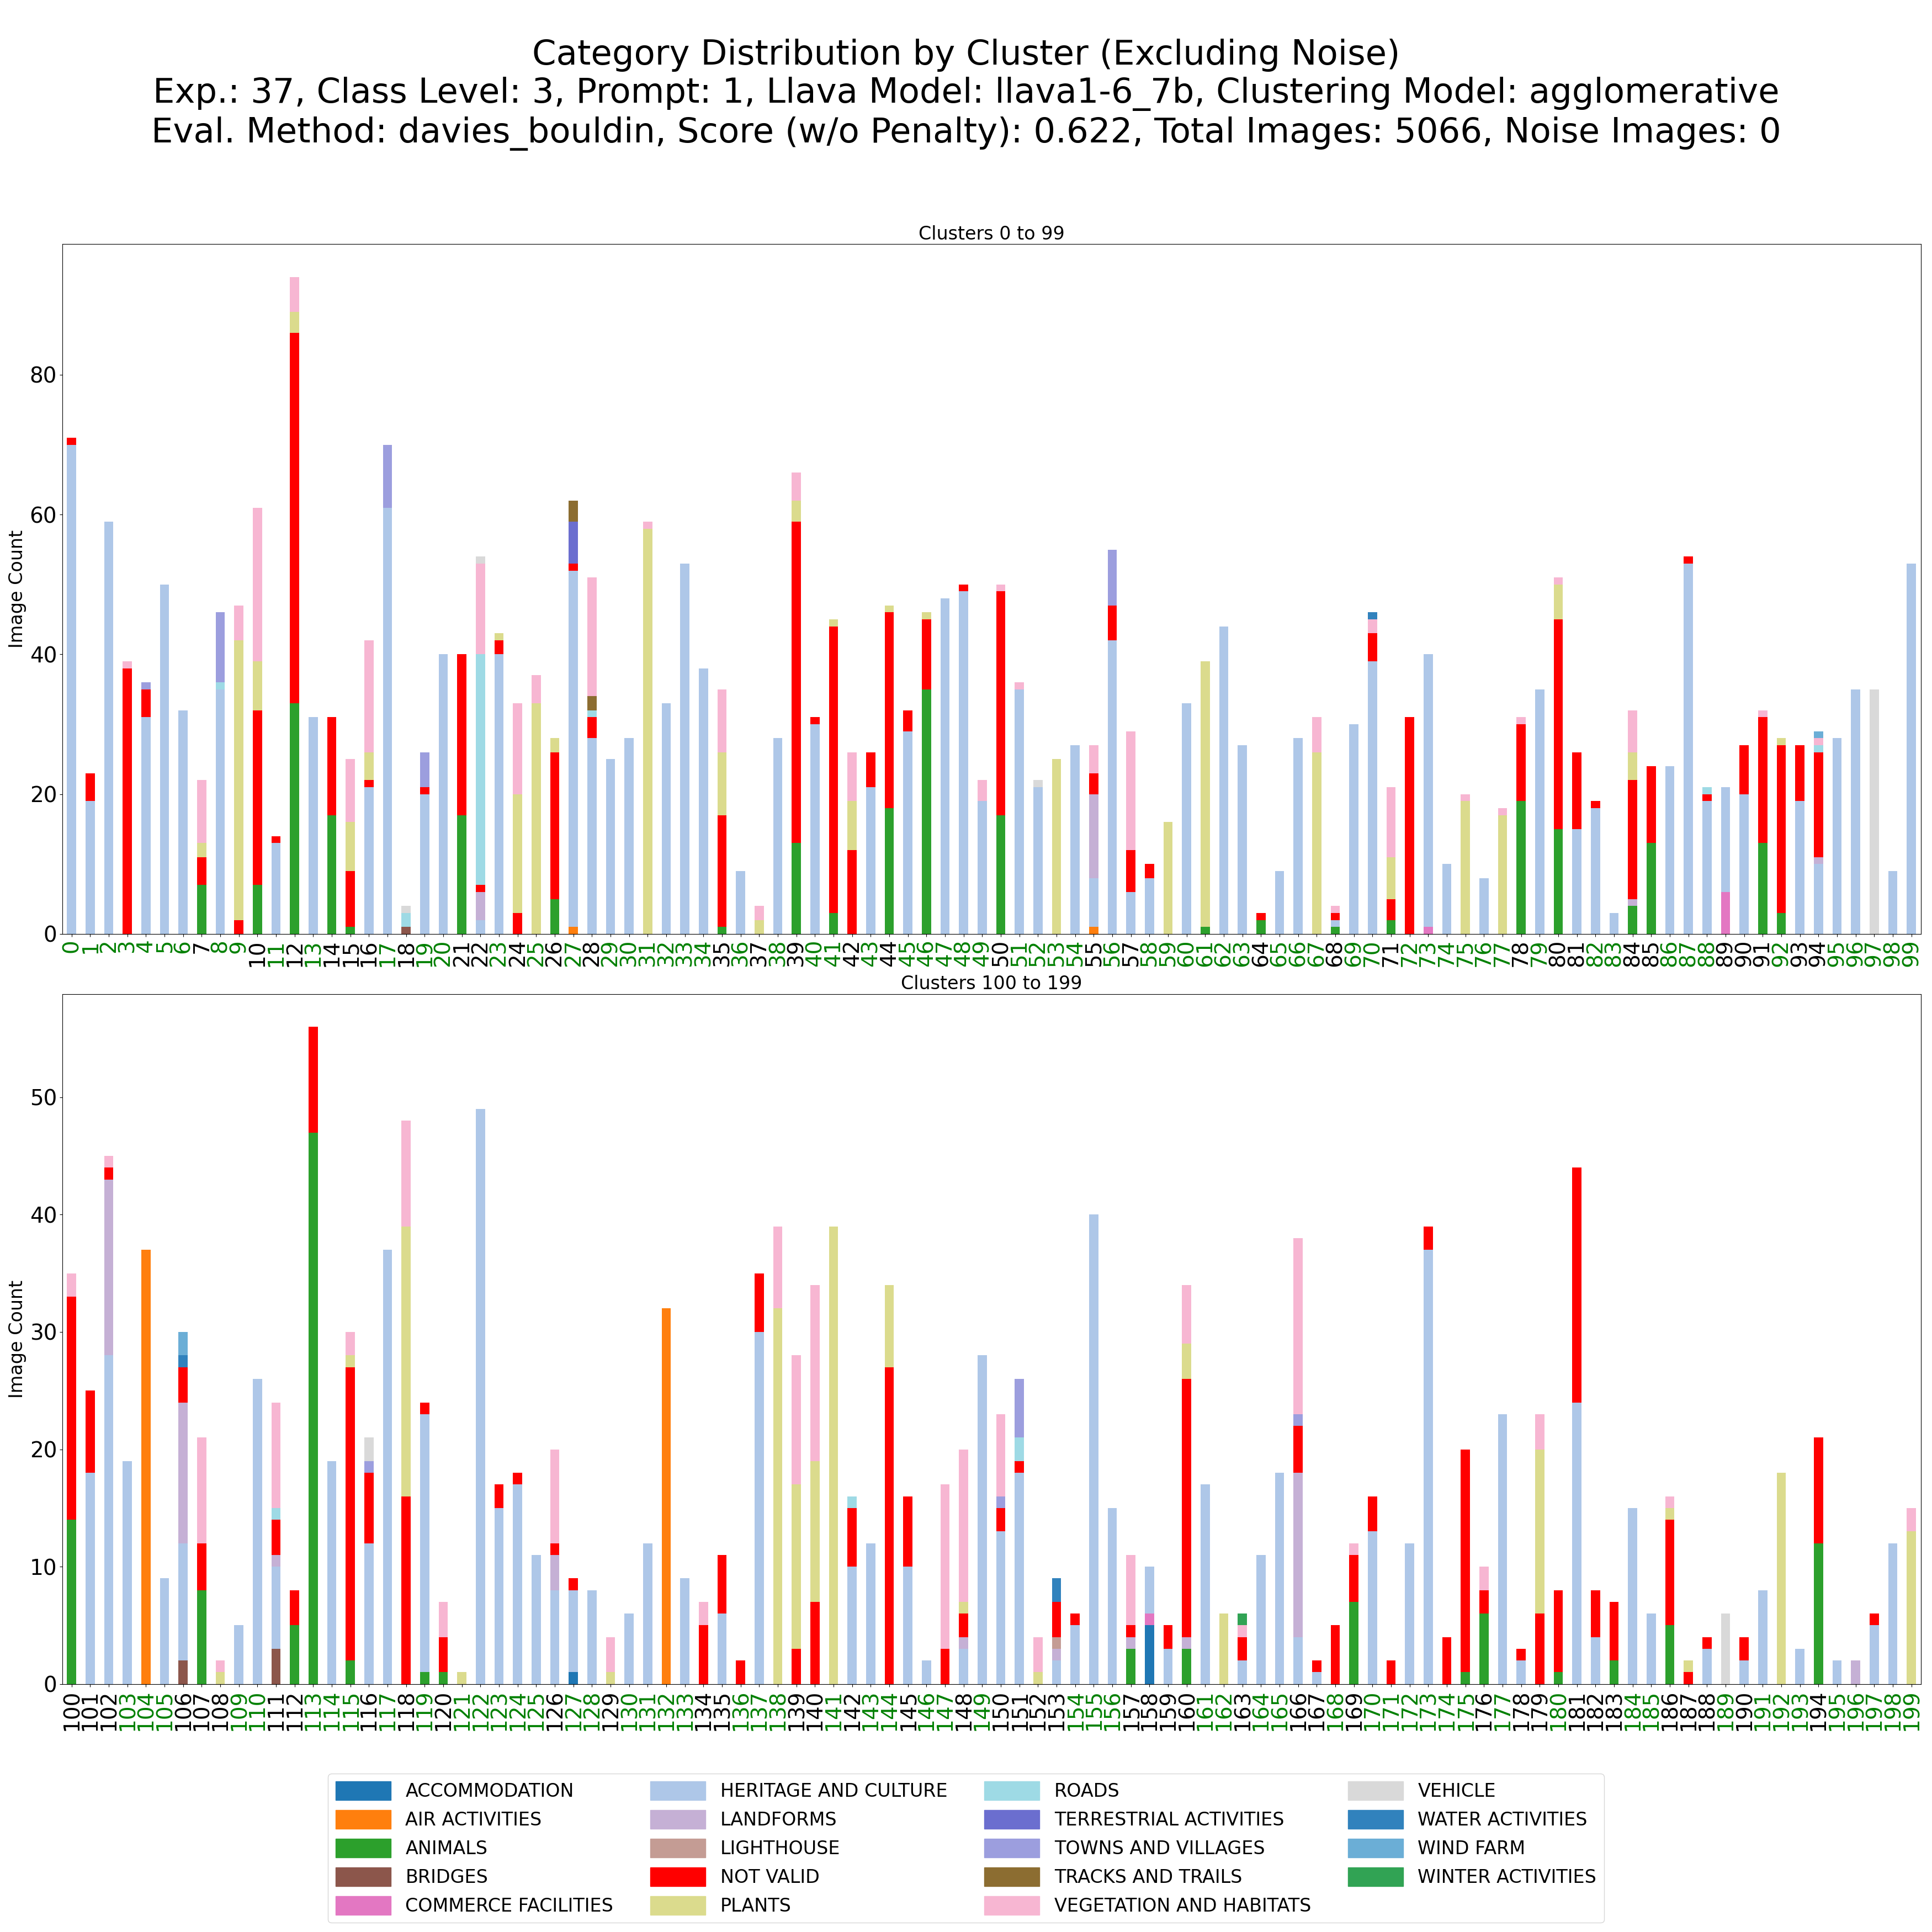 Category Distribution by Cluster (Excluding Noise)
Exp.: 37, Class Level: 3, Prompt: 1, Llava Model: llava1-6_7b, Clustering Model: agglomerative
Eval. Method: davies_bouldin, Score (w/o Penalty): 0.622, Total Images: 5066, Noise Images: 0
Clusters 0 to 99
Image Count
80
60
40
20
0
0 1 2 3 4 5 6 7 8 9 10 11 12 13 14 15 16 17 18 19 20 21 22 23 24 25 26 27 28 29 30 31 32 33 34 35 36 37 38 39 40 41 42 43 44 45 46 47 48 49 50 51 52 53 54 55 56 57 58 59 60 61 62 63 64 65 66 67 68 69 70 71 72 73 74 75 76 77 78 79 80 81 82 83 84 85 86 87 88 89 90 91 92 93 94 95 96 97 98 99
Clusters 100 to 199
Image Count
50
40
30
20
10
0
100 101 102 103 104 105 106 107 108 109 110 111 112 113 114 115 116 117 118 119 120 121 122 123 124 125 126 127 128 129 130 131 132 133 134 135 136 137 138 139 140 141 142 143 144 145 146 147 148 149 150 151 152 153 154 155 156 157 158 159 160 161 162 163 164 165 166 167 168 169 170 171 172 173 174 175 176 177 178 179 180 181 182 183 184 185 186 187 188 189 190 191 192 193 194 195 196 197 198 199
ACCOMMODATION
AIR ACTIVITIES
ANIMALS
BRIDGES
COMMERCE FACILITIES
HERITAGE AND CULTURE
LANDFORMS
LIGHTHOUSE
NOT VALID
PLANTS
ROADS
TERRESTRIAL ACTIVITIES
TOWNS AND VILLAGES
TRACKS AND TRAILS
VEGETATION AND HABITATS
VEHICLE
WATER ACTIVITIES
WIND FARM
WINTER ACTIVITIES